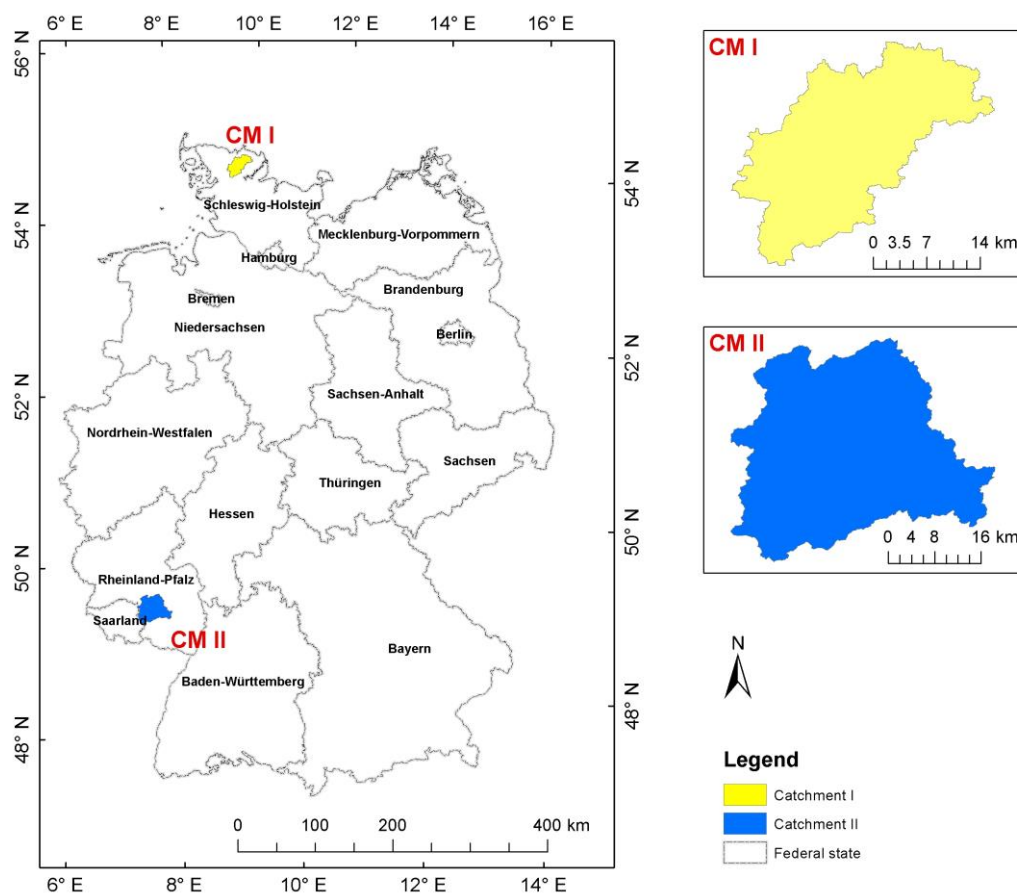 6° E 8° E 10° E 12° E 14° E 16° E
56° N
54° N
52° N
50° N
48° N
CM I
Schleswig-Holstein
Mecklenburg-Vorpommern
Hamburg
Brandenburg
Bremen
Niedersachsen
Berlin
Sachsen-Anhalt
Nordrhein-Westfalen
Sachsen
Thüringen
Hessen
Rheinland-Pfalz
Saarland
CM II
Bayern
Baden-Württemberg
0 100 200 400 km
6° E 8° E 10° E 12° E 14° E
54° N
52° N
50° N
48° N
CM I
0 3.5 7 14 km
CM II
0 4 8 16 km
N
Legend
Catchment I
Catchment II
Federal state